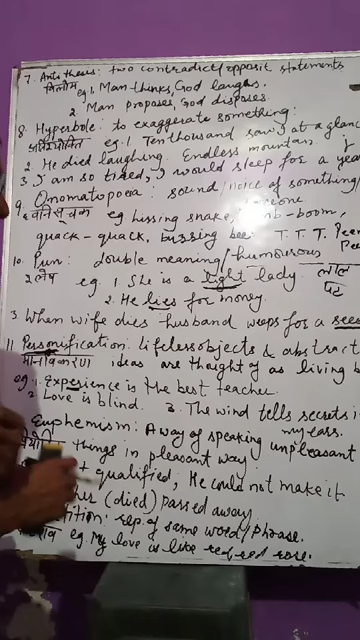 7. Antithesis: two contradict/opposit statements
विलोम eg. 1. Man thinks, God laughs.
2. Man proposes, God disposes.
8. Hyperbole: to exaggerate something:
अतिशयोक्ति eg. 1 Ten thousand saw I at a glance
2. He died laughing. Endless mountain.
3. I am so tired, I would sleep for a year
9. Onomatopoea: sound/noice of something/
someone
eg Hissing snake, boom,
quack-quack, buzzing bee. T. T. T. Peer
10. Pun: double meaning/humourous
श्लेष eg. 1 She is a light lady.
2. He lies for money.
3 When wife dies husband weeps for a
11. Personification: Lifeless objects & abstract
मानवीकरण ideas are thought of as living
eg. 1. Experience is the best teacher.
2 Love is blind. 3. The wind tells secrets in
my ears.
Euphemism: A way of speaking unpleasant
things in pleasant way:
qualified; He could not make it
(died) passed away
rep. of same word/phrase.
eg. My love is like red red rose.